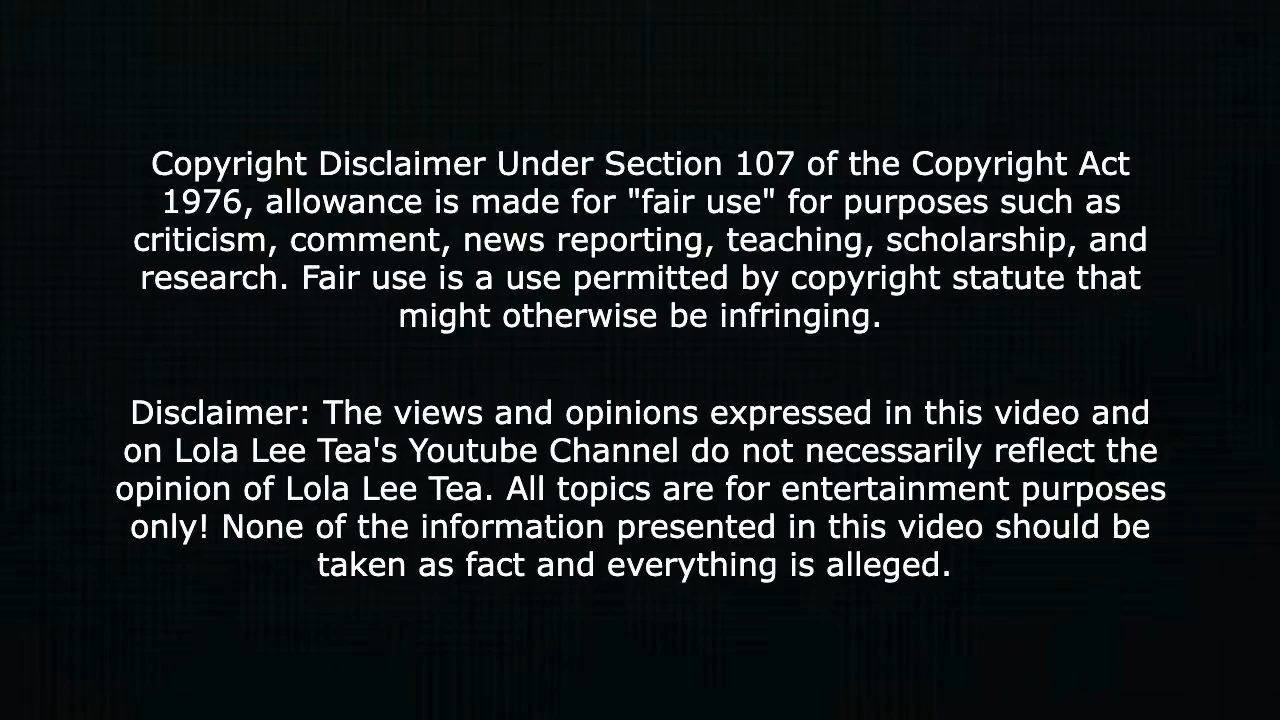 Copyright Disclaimer Under Section 107 of the Copyright Act
1976, allowance is made for "fair use" for purposes such as
criticism, comment, news reporting, teaching, scholarship, and
research. Fair use is a use permitted by copyright statute that
might otherwise be infringing.
Disclaimer: The views and opinions expressed in this video and
on Lola Lee Tea's Youtube Channel do not necessarily reflect the
opinion of Lola Lee Tea. All topics are for entertainment purposes
only! None of the information presented in this video should be
taken as fact and everything is alleged.